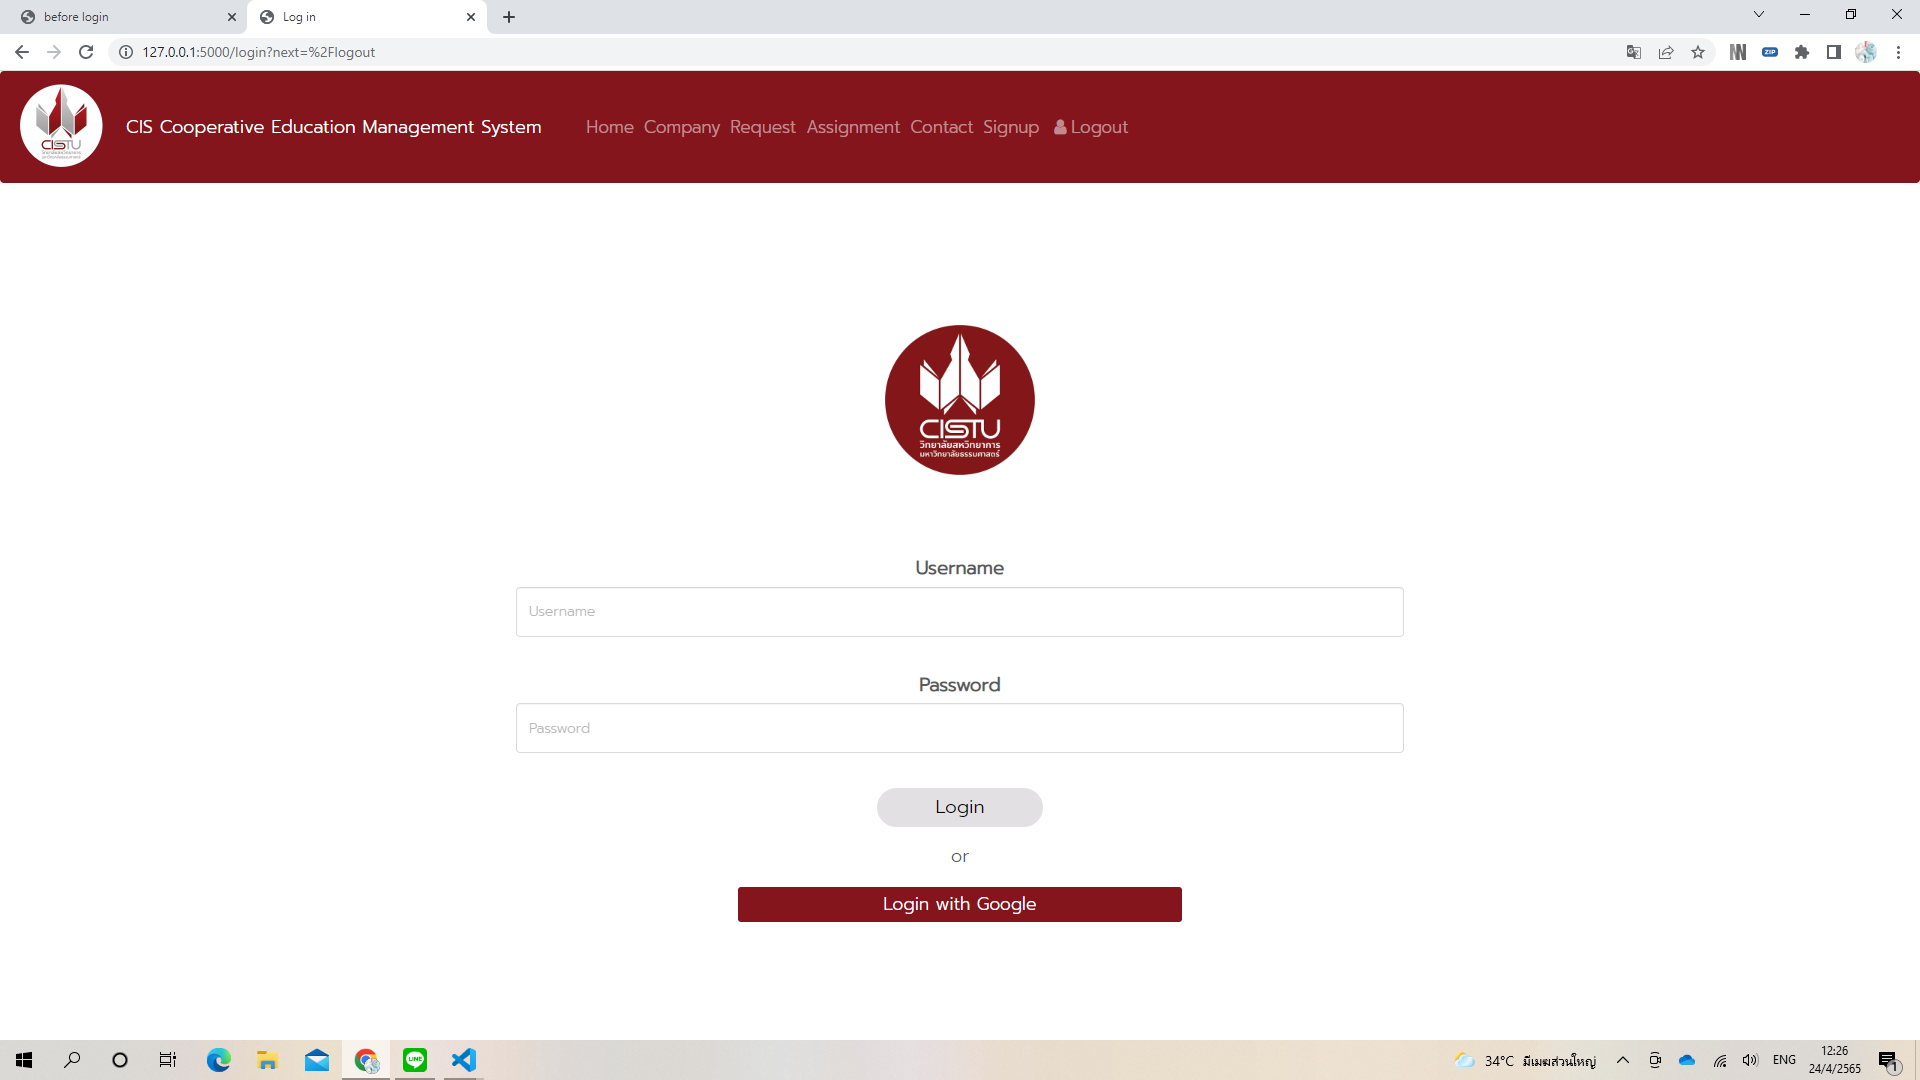 before login
Log in
127.0.0.1:5000/login?next=%2Flogout
ZIP
CISTU
CIS Cooperative Education Management System
Home Company Request Assignment Contact Signup Logout
CISTU
วิทยาลัยสหวิทยาการ
มหาวิทยาลัยธรรมศาสตร์
Username
Username
Password
Password
Login
or
Login with Google
LINE
34°C มีเมฆส่วนใหญ่
ENG
12:26
24/4/2565
1